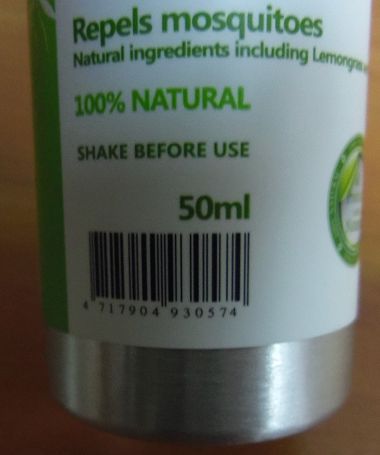 Repels mosquitoes
Natural ingredients including Lemongrass
100% NATURAL
SHAKE BEFORE USE
50ml
4 717904 930574